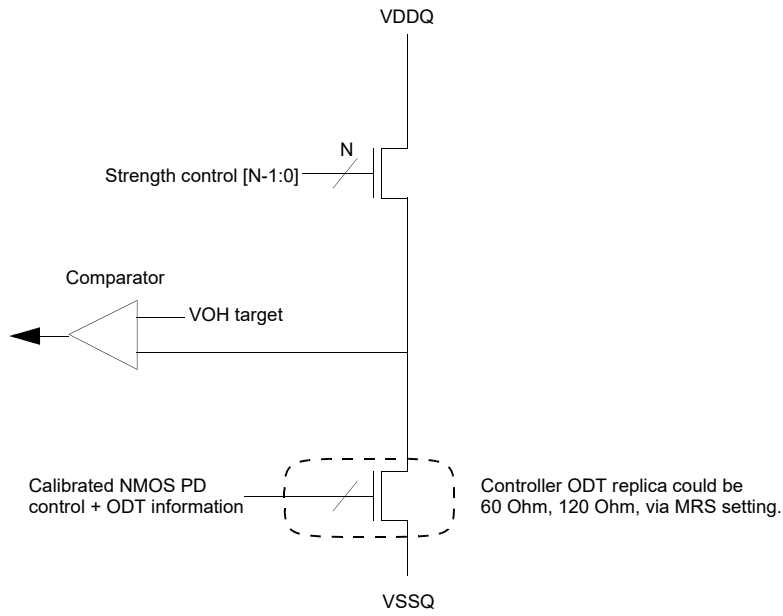 VDDQ
N
Strength control [N-1:0]
Comparator
VOH target
Calibrated NMOS PD
control + ODT information
Controller ODT replica could be
60 Ohm, 120 Ohm, via MRS setting.
VSSQ